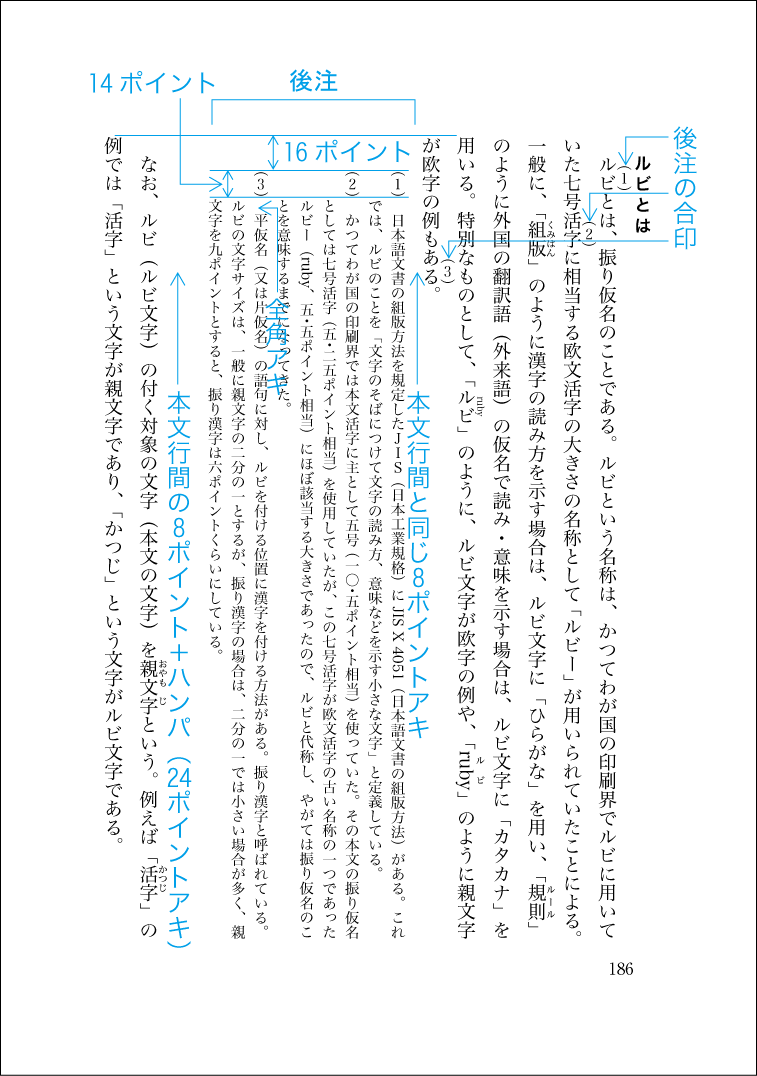 14 ポイント
後注
16 ポイント
後注の合印
ルビとは
ルビとは、振り仮名のことである。ルビという名称は、かつてわが国の印刷界でルビに用いて
(1)
いた七号活字に相当する欧文活字の大きさの名称として「ルビー」が用いられていたことによる。
(2)
一般に、「組版」のように漢字の読み方を示す場合は、ルビ文字に「ひらがな」を用い、「規則」
くみはん
ルール
のように外国の翻訳語（外来語）の仮名で読み・意味を示す場合は、ルビ文字に「カタカナ」を
用いる。特別なものとして、「ルビ」のように、ルビ文字が欧字の例や、「ruby」のように親文字
ruby
ルビ
が欧字の例もある。
(3)
本文行間と同じ8ポイントアキ
(1) 日本語文書の組版方法を規定したＪＩＳ（日本工業規格）に JIS X 4051（日本語文書の組版方法）がある。これ
では、ルビのことを「文字のそばにつけて文字の読み方、意味などを示す小さな文字」と定義している。
(2) かつてわが国の印刷界では本文活字に主として五号（一〇・五ポイント相当）を使っていた。その本文の振り仮名
としては七号活字（五・二五ポイント相当）を使用していたが、この七号活字が欧文活字の古い名称の一つであった
ルビー（ruby、五・五ポイント相当）にほぼ該当する大きさであったので、ルビと代称し、やがては振り仮名のこ
とを意味するまでになってきた。
全角アキ
(3) 平仮名（又は片仮名）の語句に対し、ルビを付ける位置に漢字を付ける方法がある。振り漢字と呼ばれている。
ルビの文字サイズは、一般に親文字の二分の一とするが、振り漢字の場合は、二分の一では小さい場合が多く、親
文字を九ポイントとすると、振り漢字は六ポイントくらいにしている。
本文行間の8ポイント＋ハンパ（24ポイントアキ）
なお、ルビ（ルビ文字）の付く対象の文字（本文の文字）を親文字という。例えば「活字」の
おやもじ
かつじ
例では「活字」という文字が親文字であり、「かつじ」という文字がルビ文字である。
186